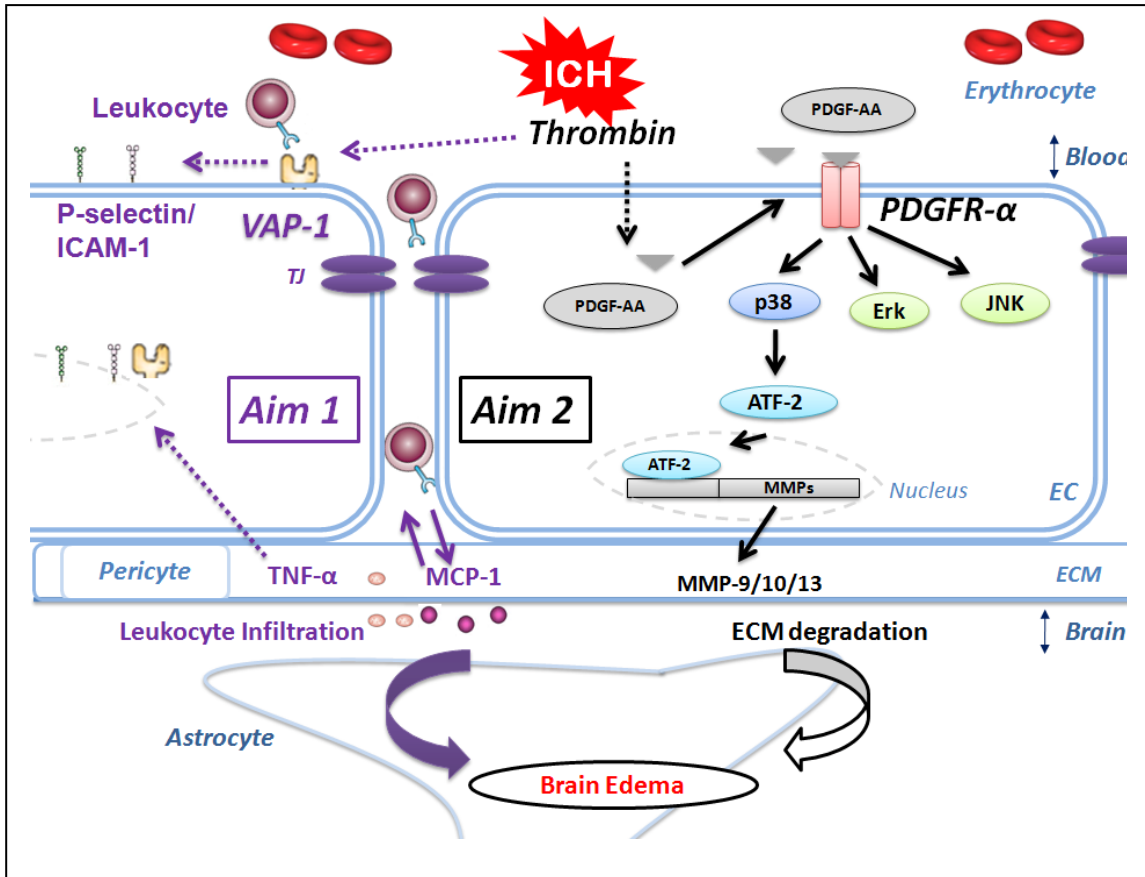 ICH
Leukocyte
Thrombin
PDGF-AA
Erythrocyte
Blood
P-selectin/
ICAM-1
VAP-1
PDGFR-α
TJ
PDGF-AA
p38
Erk
JNK
Aim 1
Aim 2
ATF-2
ATF-2
MMPs
Nucleus
EC
Pericyte
TNF-α
MCP-1
MMP-9/10/13
ECM
Leukocyte Infiltration
ECM degradation
Brain
Astrocyte
Brain Edema